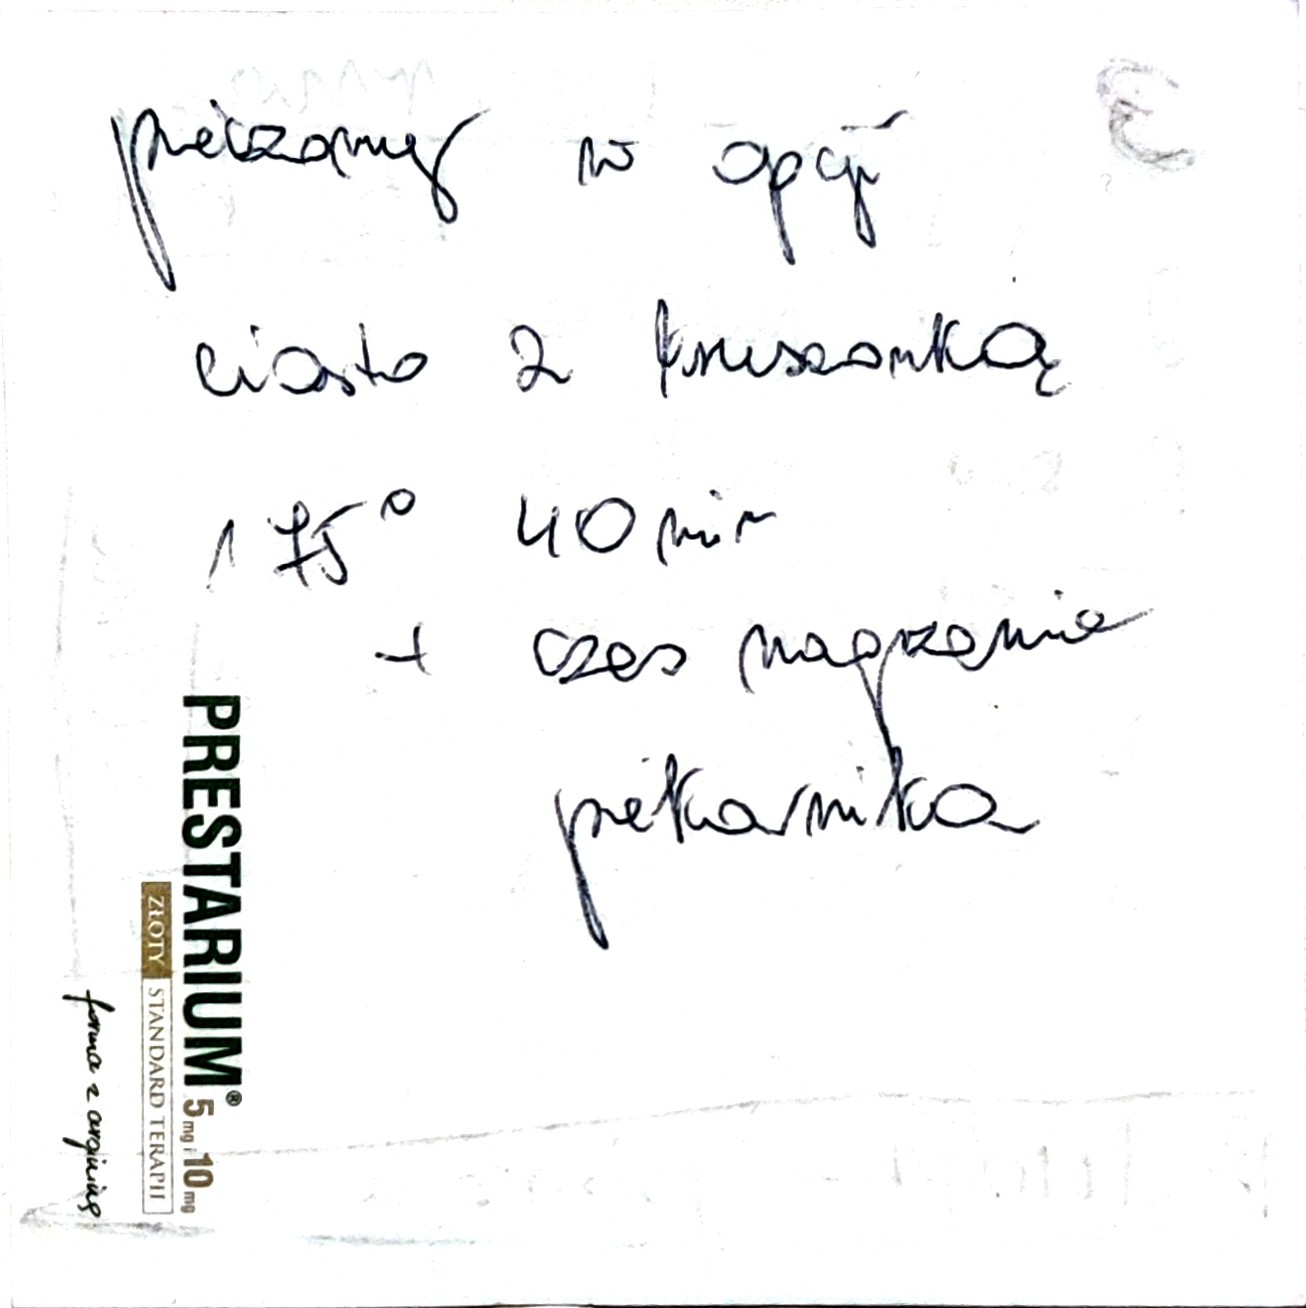 pieczemy w opcji
ciasto z kruszonką
175° 40 min
+ czas nagrzania
piekarnika
PRESTARIUM® 5 mg i 10 mg
ZŁOTY STANDARD TERAPII
forma z argininą